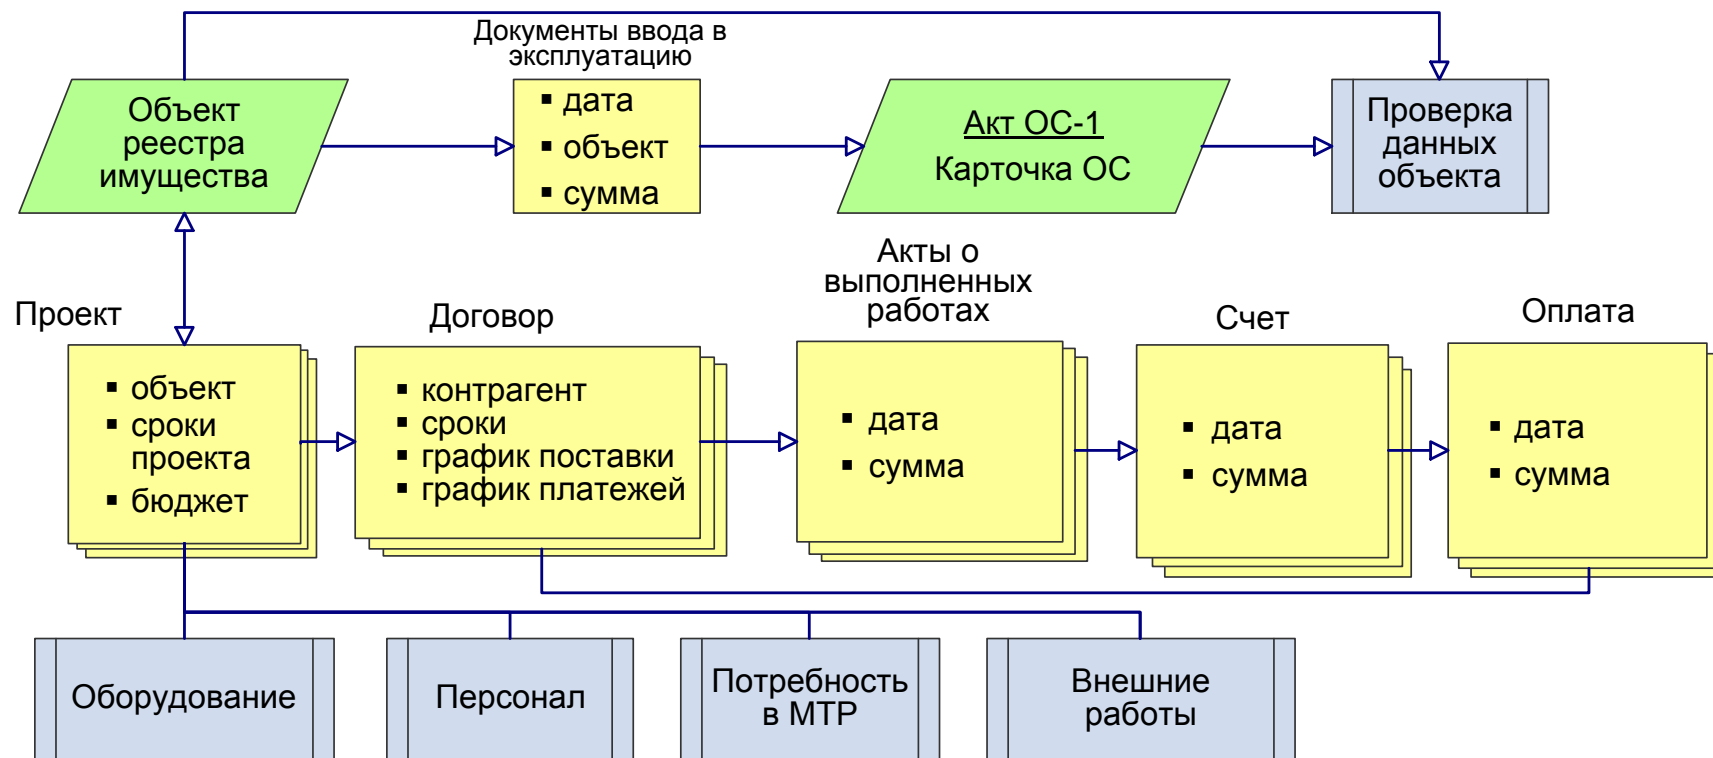 Документы ввода в
эксплуатацию
Объект
реестра
имущества
▪ дата
▪ объект
▪ сумма
Акт ОС-1
Карточка ОС
Проверка
данных
объекта
Проект
Договор
Акты о
выполненных
работах
Счет
Оплата
▪ объект
▪ сроки
проекта
▪ бюджет
▪ контрагент
▪ сроки
▪ график поставки
▪ график платежей
▪ дата
▪ сумма
▪ дата
▪ сумма
▪ дата
▪ сумма
Оборудование
Персонал
Потребность
в МТР
Внешние
работы